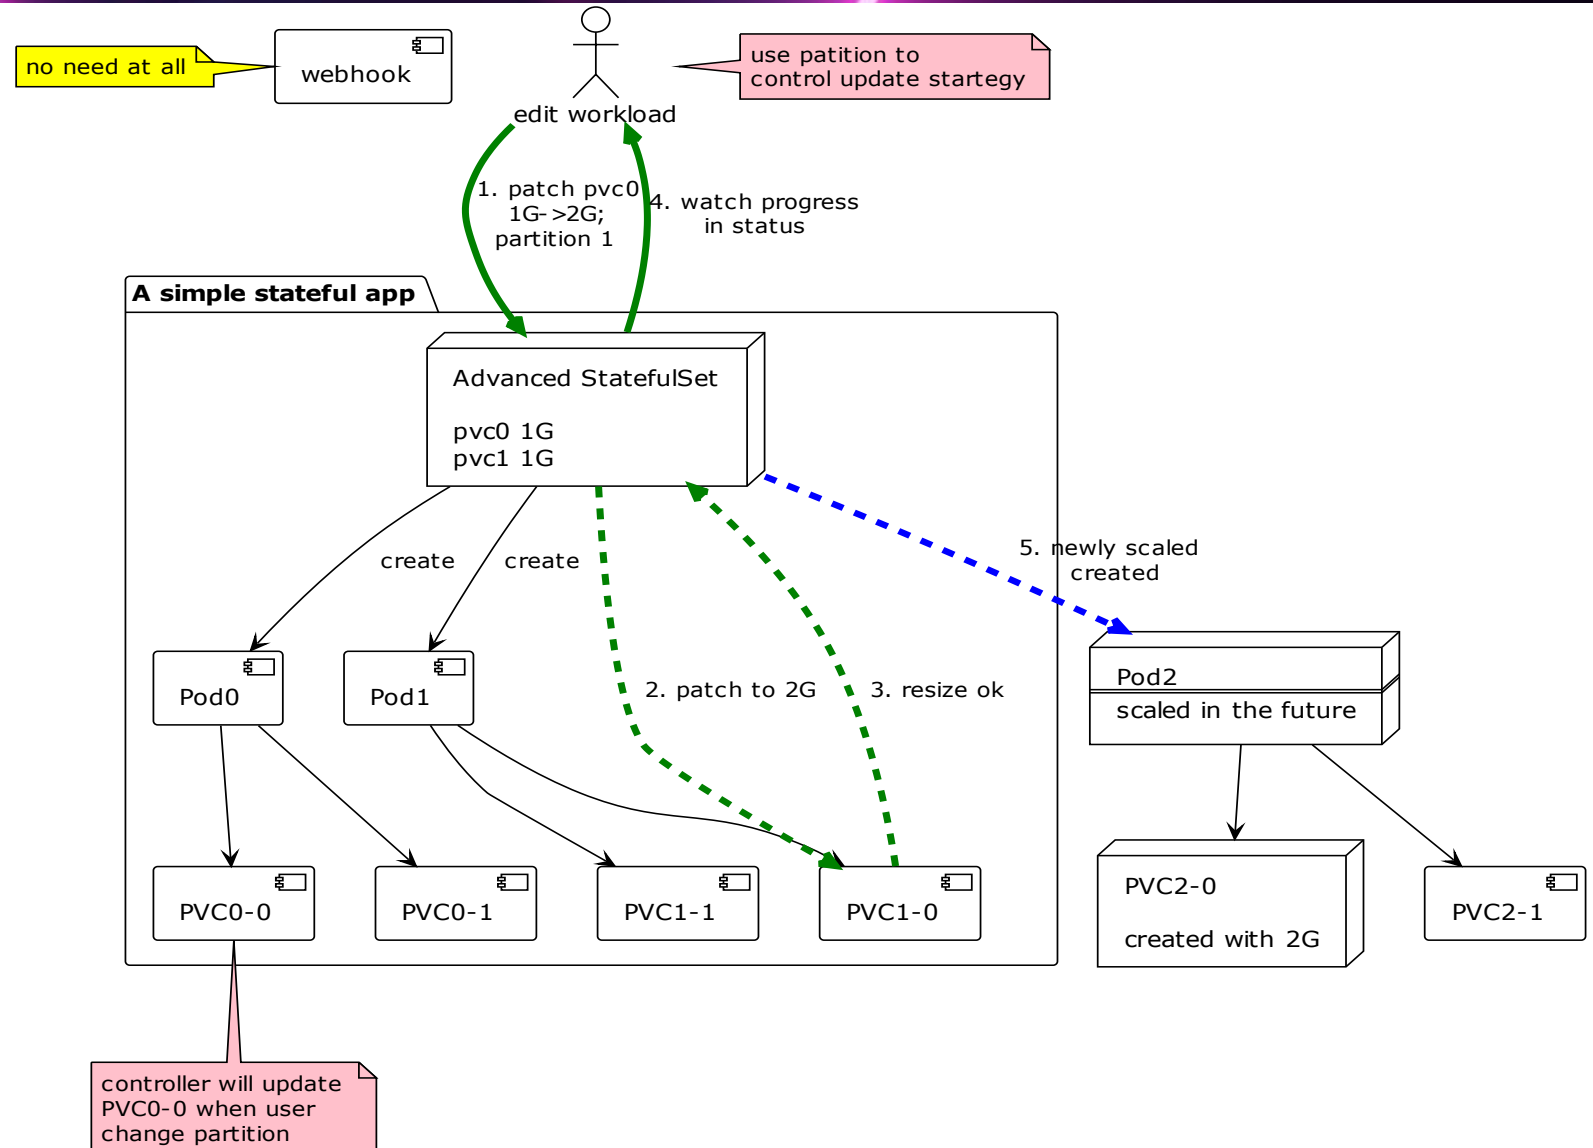 no need at all
webhook
use patition to
control update startegy
edit workload
1. patch pvc0
1G->2G;
partition 1
4. watch progress
in status
A simple stateful app
Advanced StatefulSet
pvc0 1G
pvc1 1G
create
create
5. newly scaled
created
Pod0
Pod1
2. patch to 2G
3. resize ok
Pod2
scaled in the future
PVC0-0
PVC0-1
PVC1-1
PVC1-0
PVC2-0
created with 2G
PVC2-1
controller will update
PVC0-0 when user
change partition